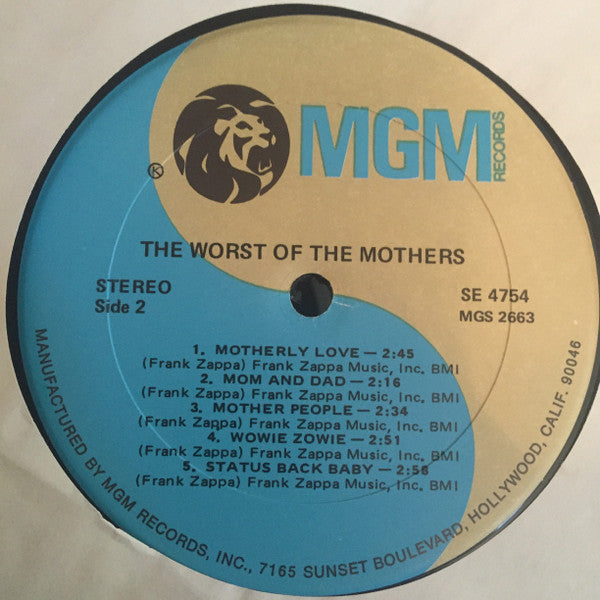 MGM
RECORDS
K
THE WORST OF THE MOTHERS
STEREO
Side 2
SE 4754
MGS 2663
1. MOTHERLY LOVE — 2:45
(Frank Zappa) Frank Zappa Music, Inc. BMI
2. MOM AND DAD — 2:16
(Frank Zappa) Frank Zappa Music, Inc. BMI
3. MOTHER PEOPLE — 2:34
(Frank Zappa) Frank Zappa Music, Inc. BMI
4. WOWIE ZOWIE — 2:51
(Frank Zappa) Frank Zappa Music, Inc. BMI
5. STATUS BACK BABY — 2:58
(Frank Zappa) Frank Zappa Music, Inc. BMI
MANUFACTURED BY MGM RECORDS, INC., 7165 SUNSET BOULEVARD, HOLLYWOOD, CALIF. 90046